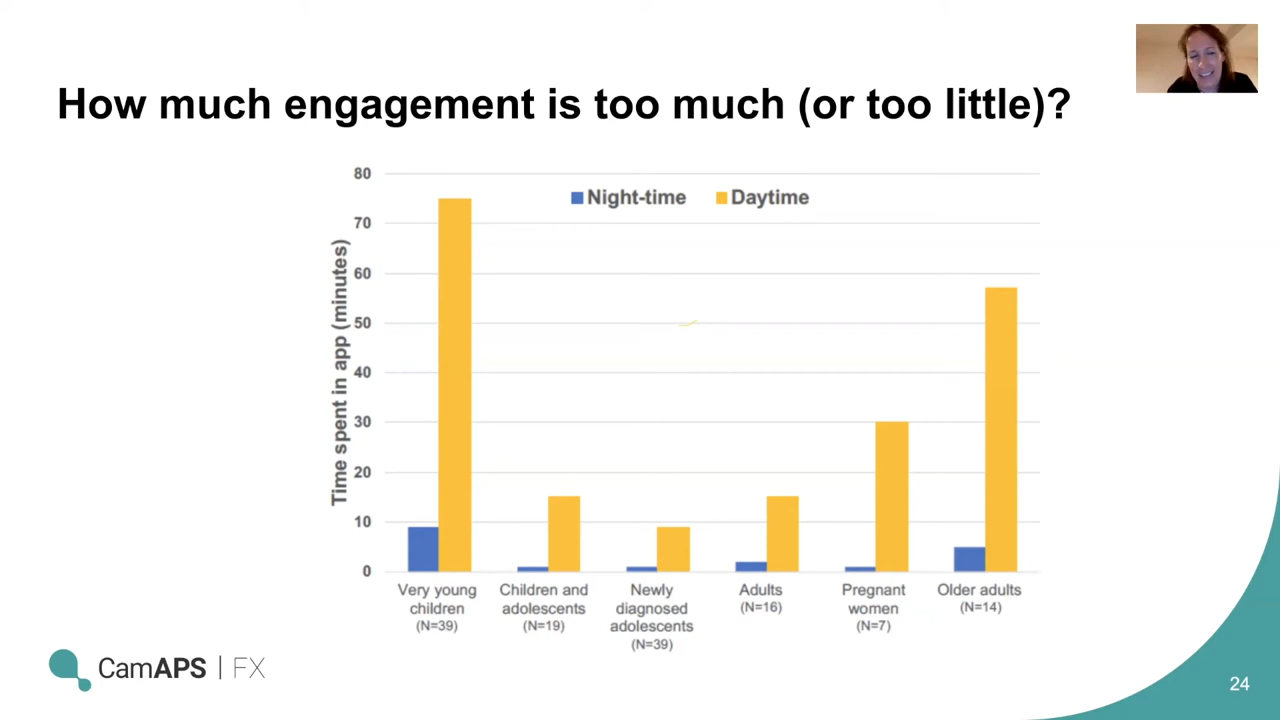 How much engagement is too much (or too little)?
80
70
60
50
40
30
20
10
0
Time spent in app (minutes)
Night-time
Daytime
Very young
children
(N=39)
Children and
adolescents
(N=19)
Newly
diagnosed
adolescents
(N=39)
Adults
(N=16)
Pregnant
women
(N=7)
Older adults
(N=14)
CamAPS | FX
24